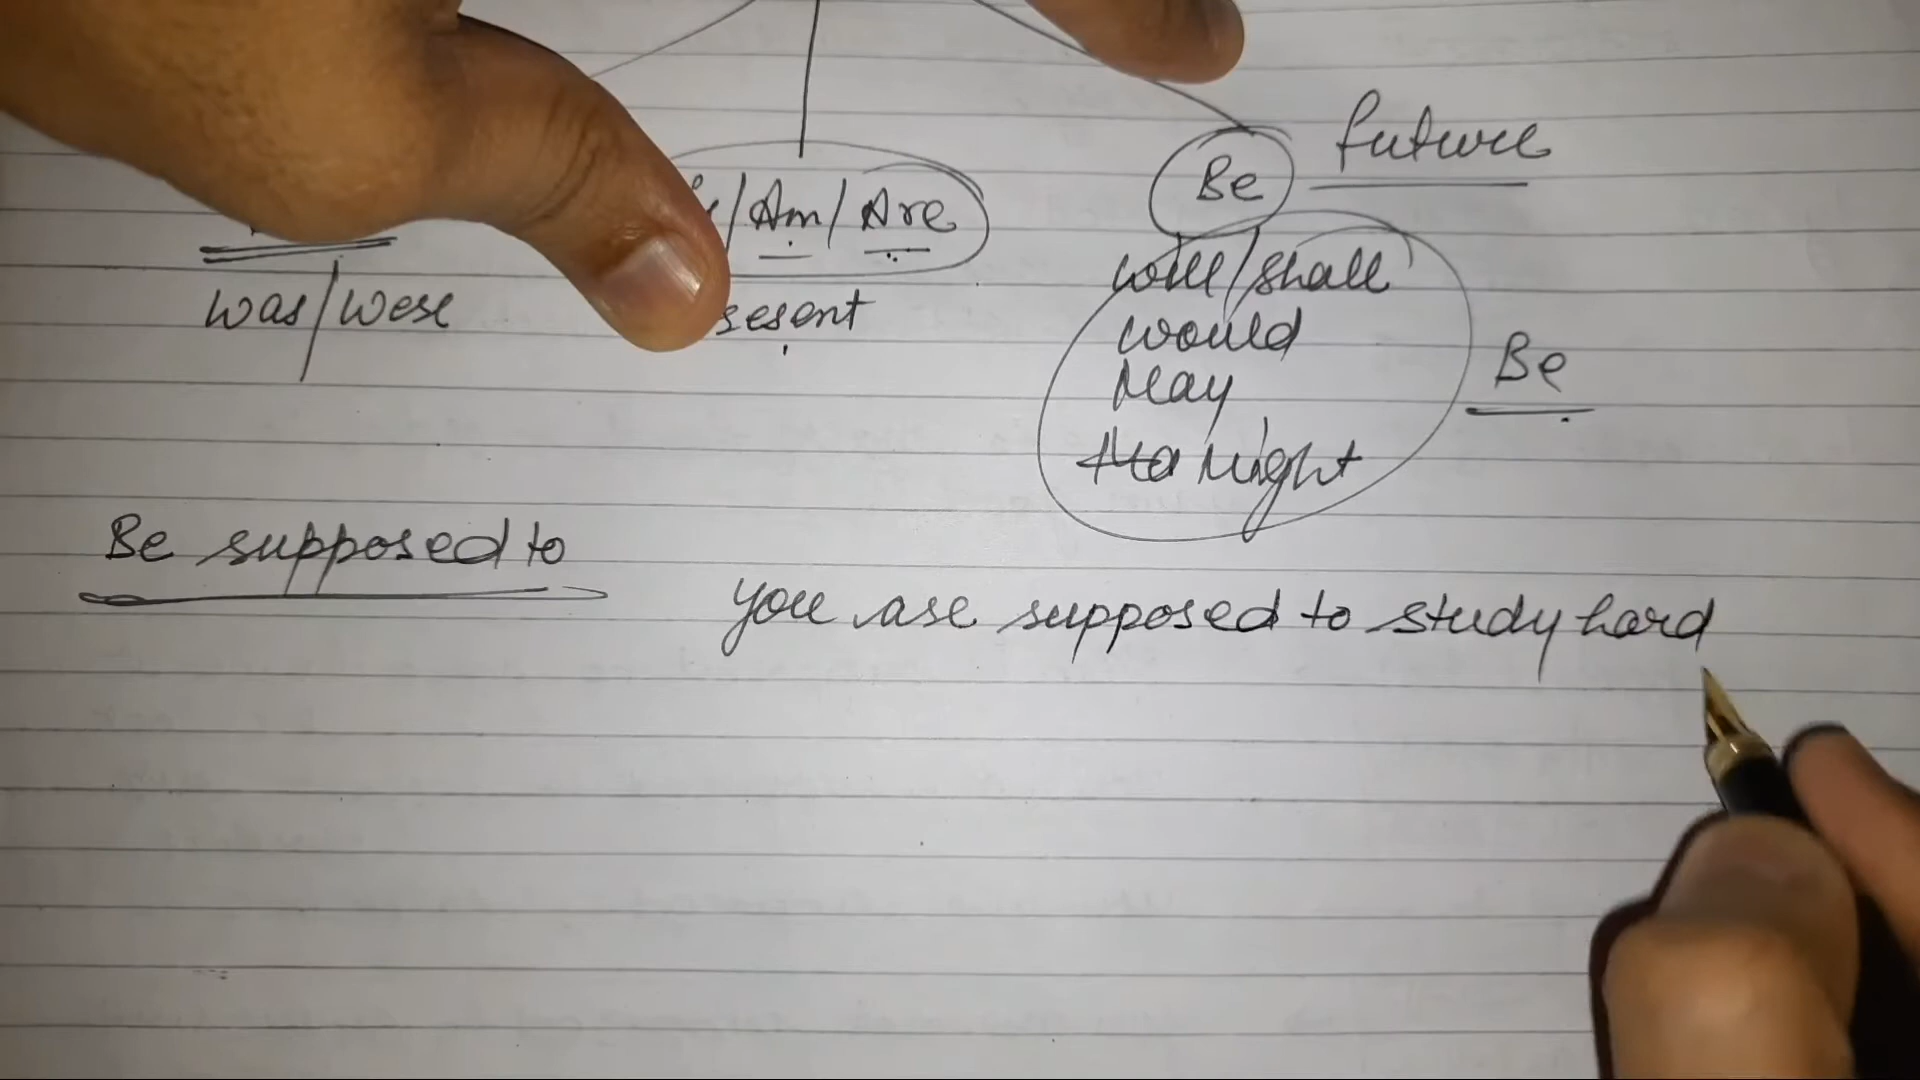 future
Be
/Am/Are
was/were
will/shall
would
Be
May
Might
Be supposed to
you are supposed to study hard